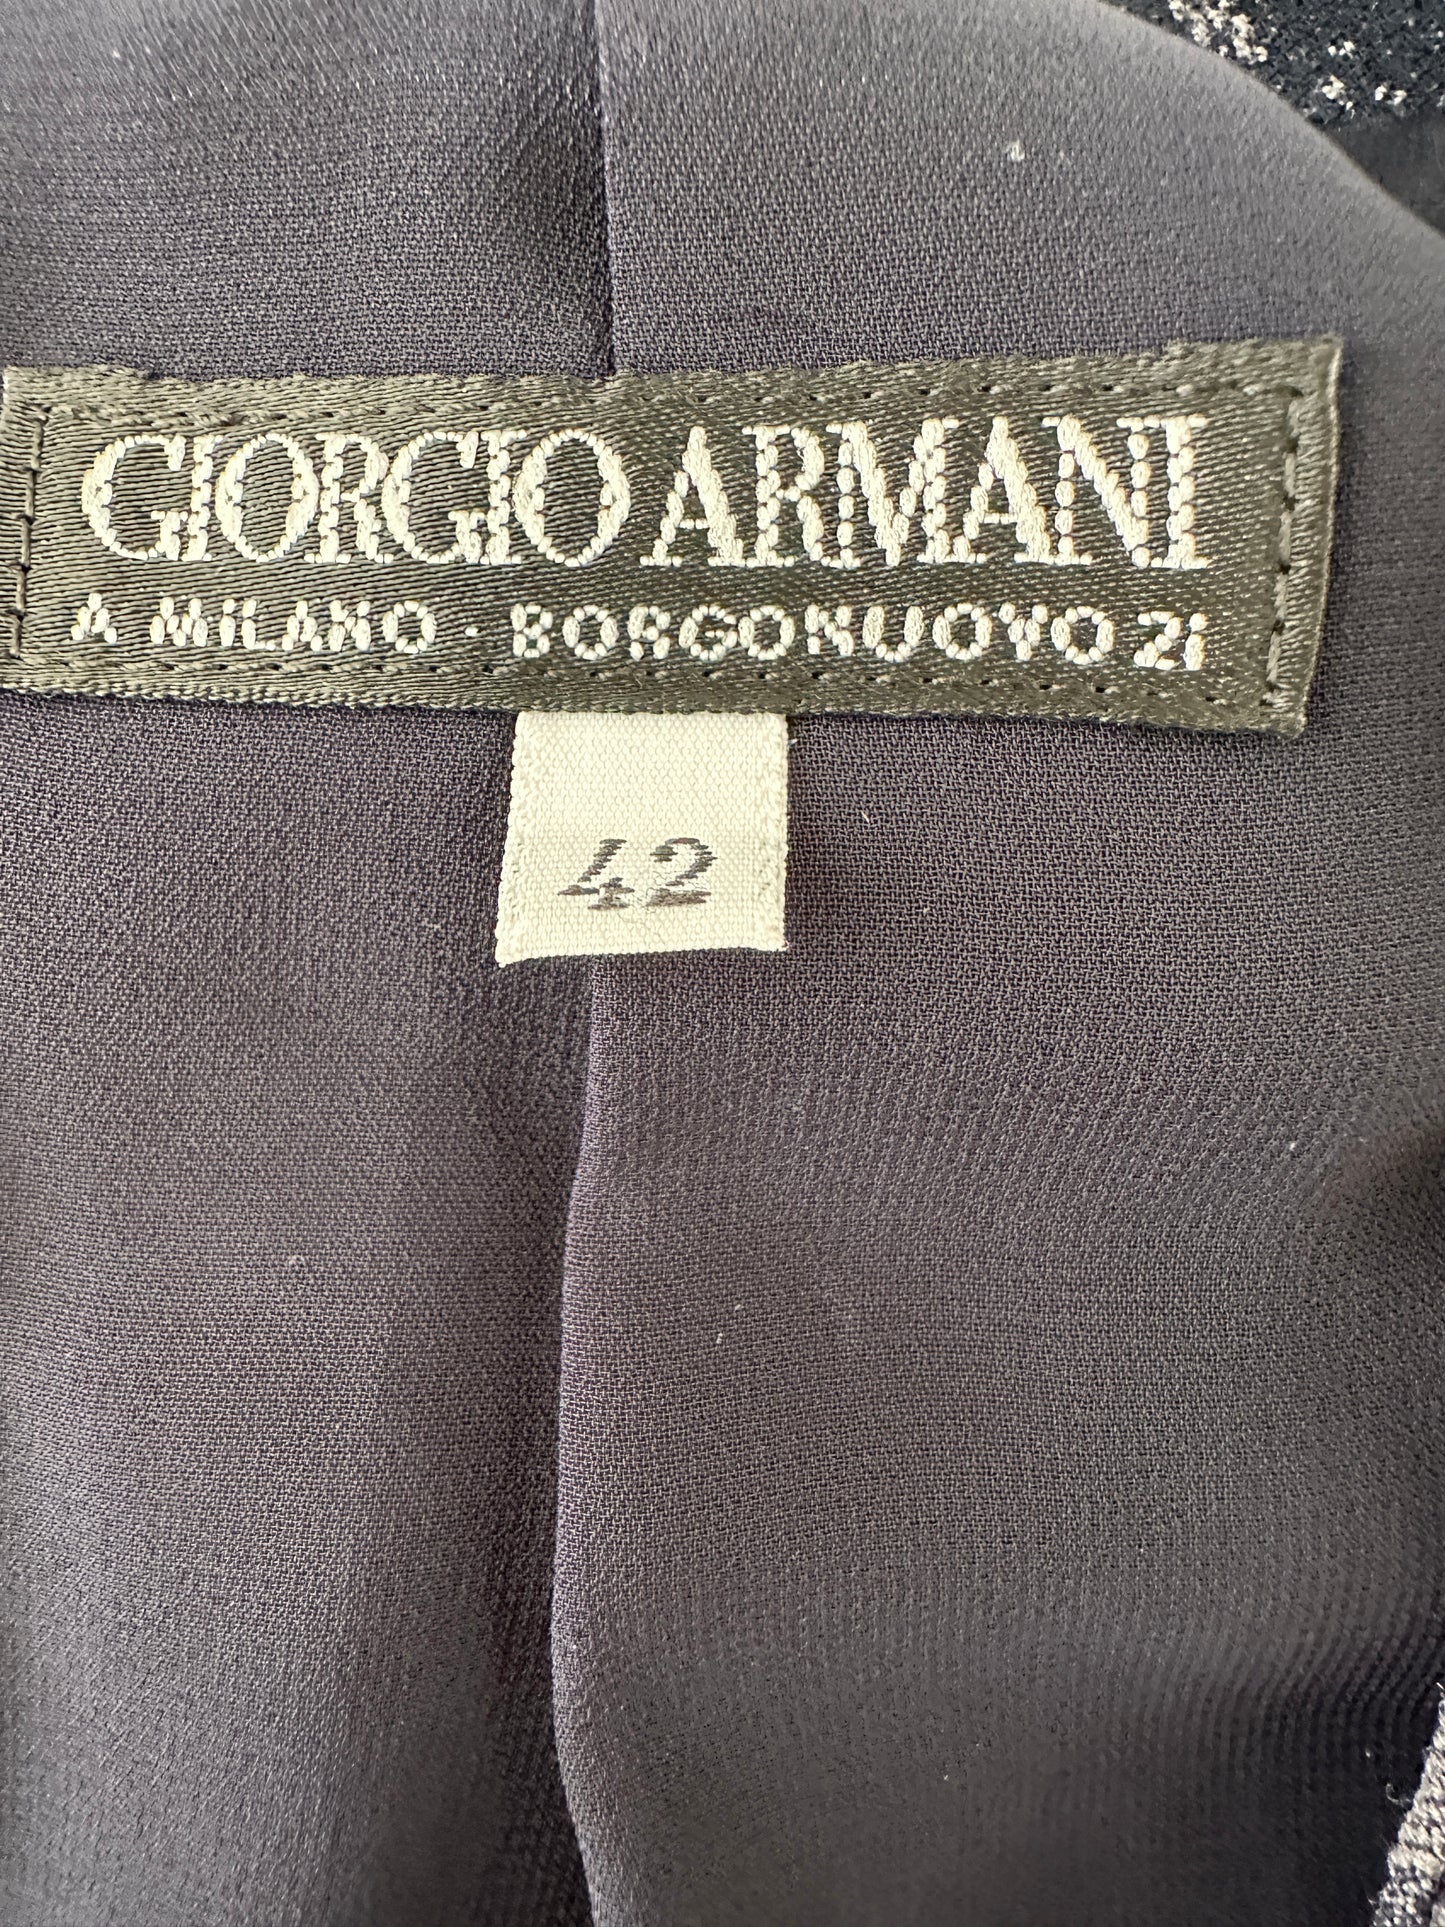 GIORGIO ARMANI
A MILANO · BORGONUOVO 21
42